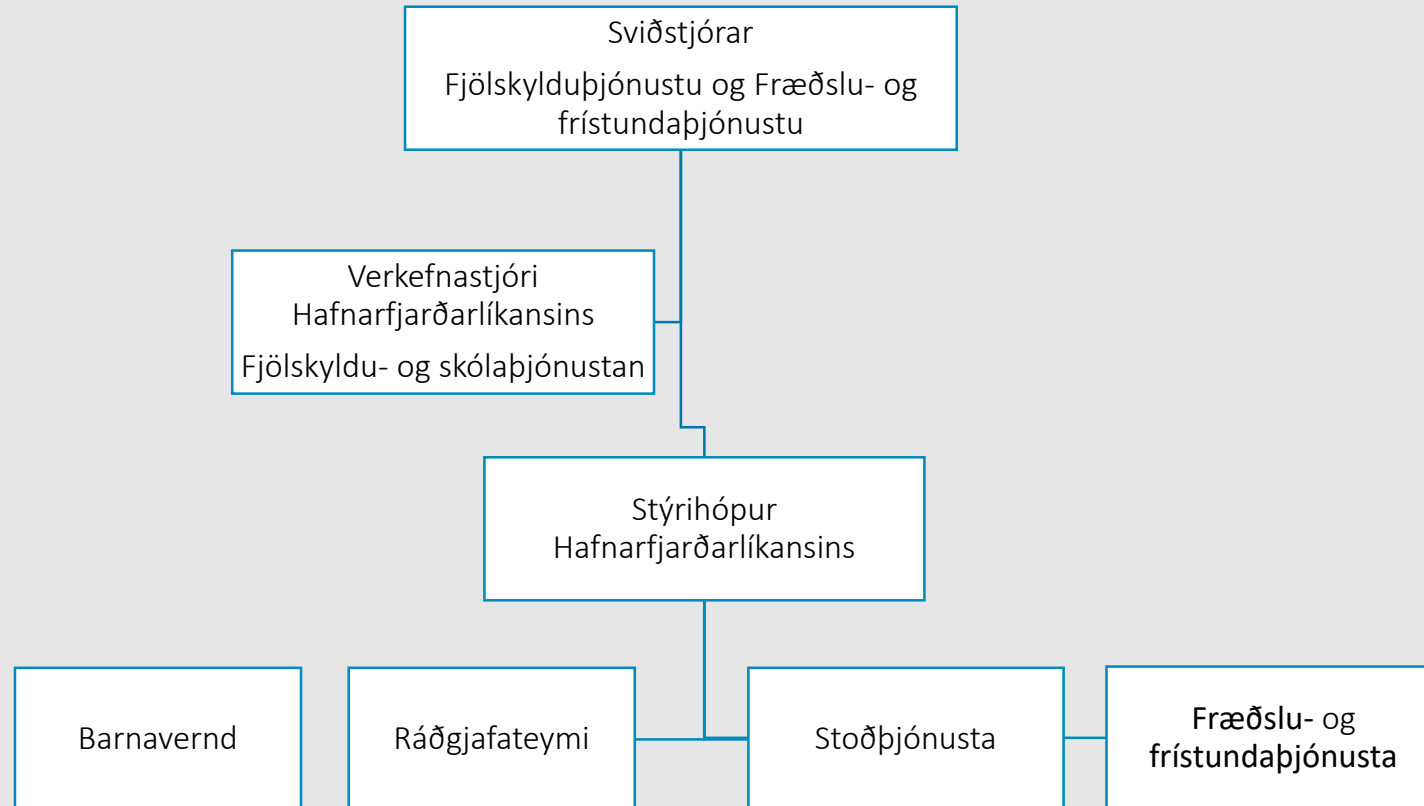 Sviðstjórar
Fjölskylduþjónustu og Fræðslu- og
frístundaþjónustu
Verkefnastjóri
Hafnarfjarðarlíkansins
Fjölskyldu- og skólaþjónustan
Stýrihópur
Hafnarfjarðarlíkansins
Barnavernd
Ráðgjafateymi
Stoðþjónusta
Fræðslu- og
frístundaþjónusta